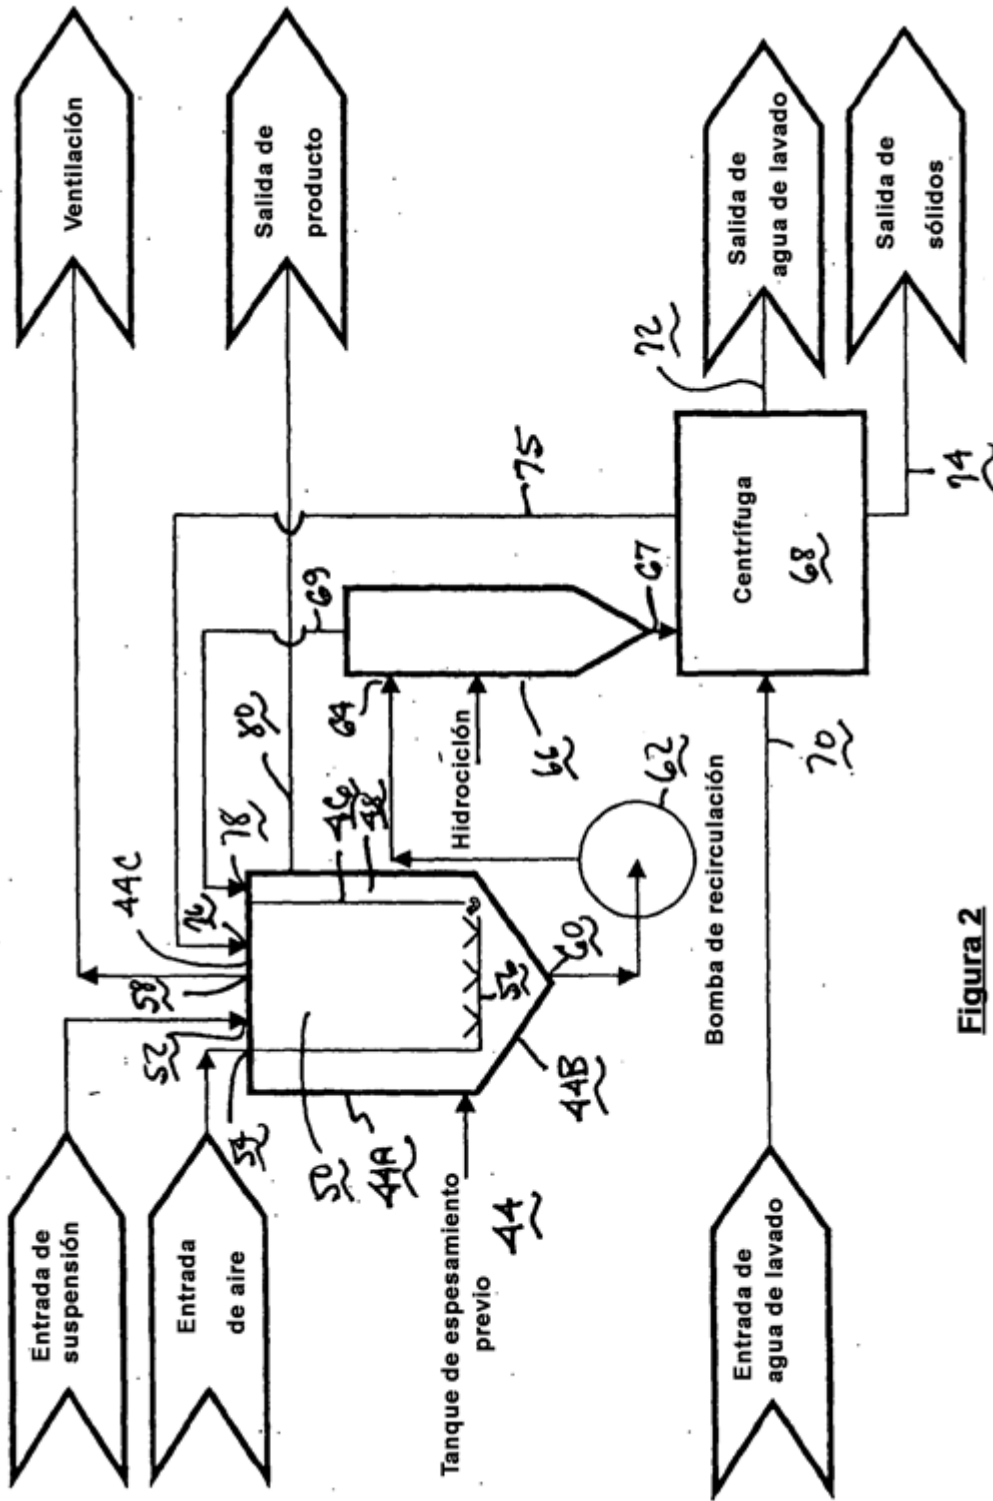 Ventilación
Salida de
producto
Salida de
agua de lavado
Salida de
sólidos
72
74
75
Centrífuga
68
69
67
64
80
Hidrociclón
66
62
70
Bomba de recirculación
78
46
48
44C
76
58
52
54
56
60
50
44A
44B
Tanque de espesamiento
previo
44
Entrada de
suspensión
Entrada
de aire
Entrada de
agua de lavado
Figura 2